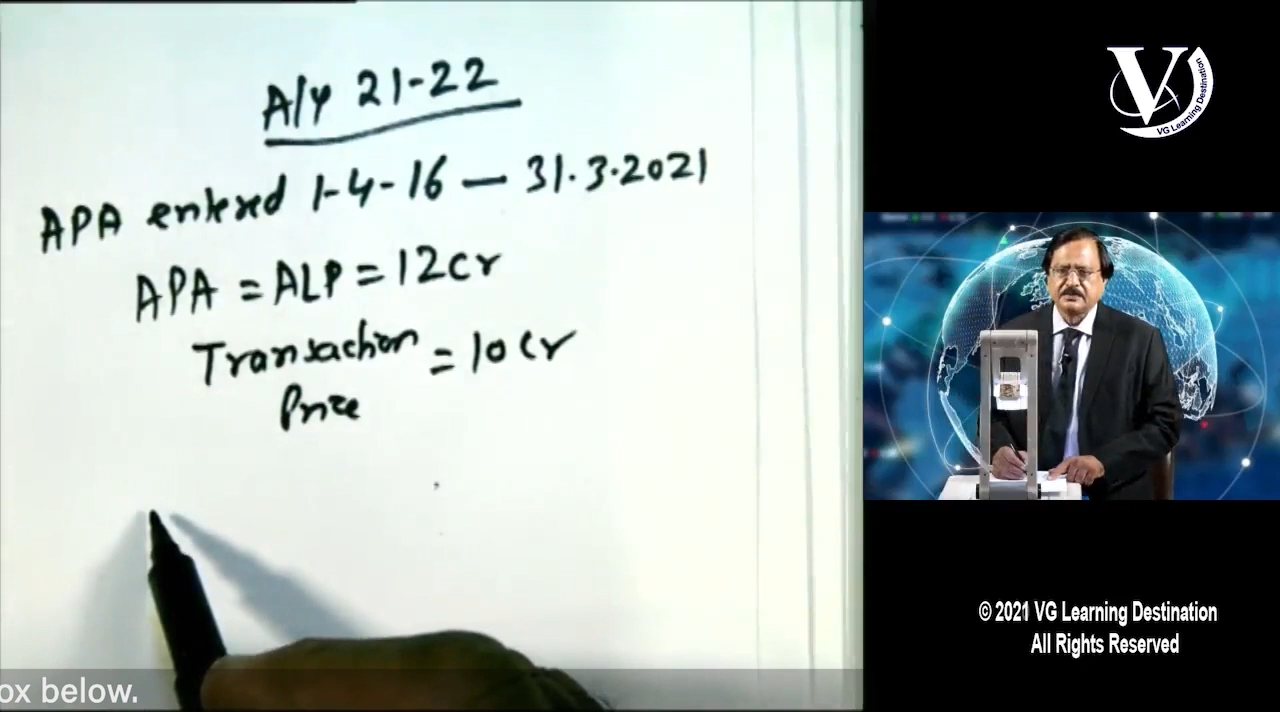 A/Y 21-22
APA entered 1-4-16 — 31.3.2021
APA = ALP = 12 Cr
Transaction = 10 Cr
Price
V
VG Learning Destination
© 2021 VG Learning Destination
All Rights Reserved
ox below.